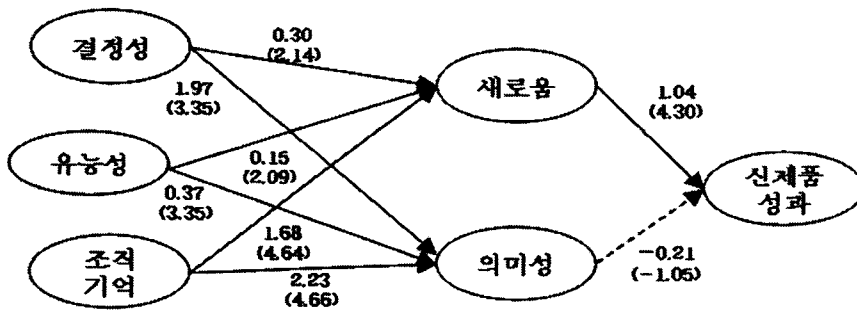 결정성
0.30
(2.14)
1.97
(3.35)
새로움
1.04
(4.30)
유능성
0.15
(2.09)
0.37
(3.35)
신제품
성과
조직
기억
1.68
(4.64)
2.23
(4.66)
의미성
-0.21
(-1.05)